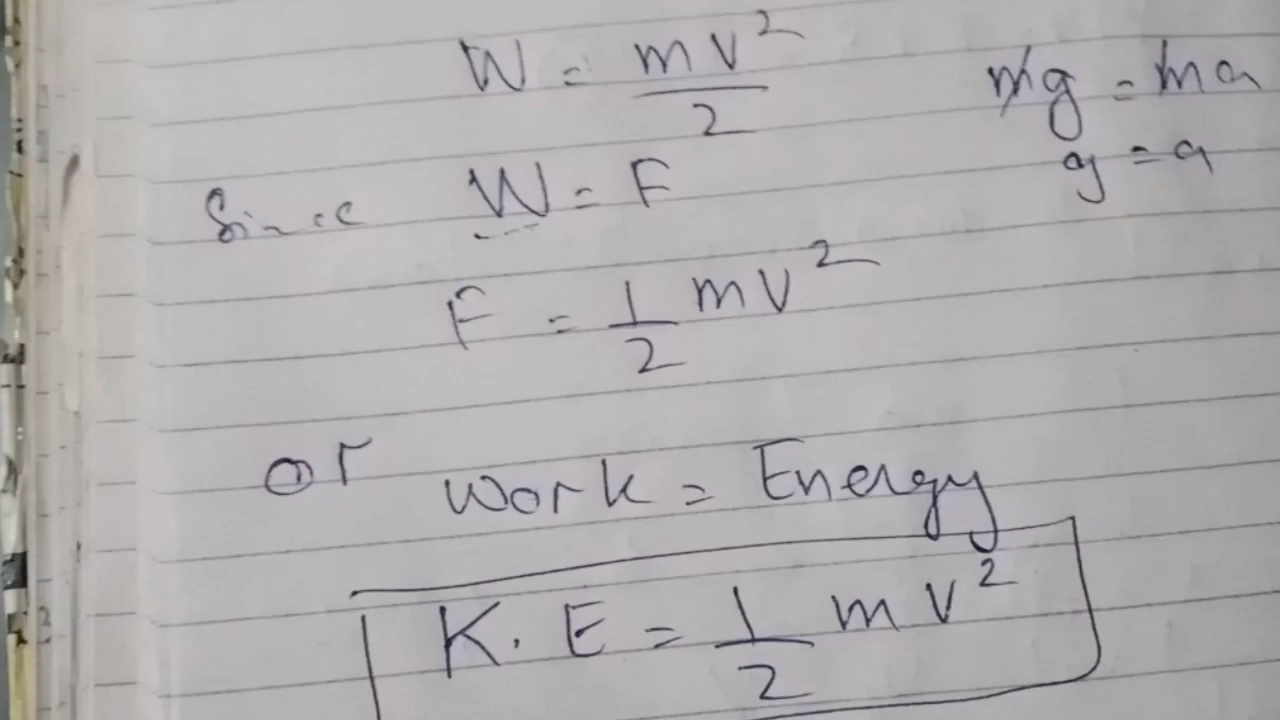 W = mv²/2
mg = ma
g = a
Since W = F
F = 1/2 mv²
or work = Energy
K.E = 1/2 mv²